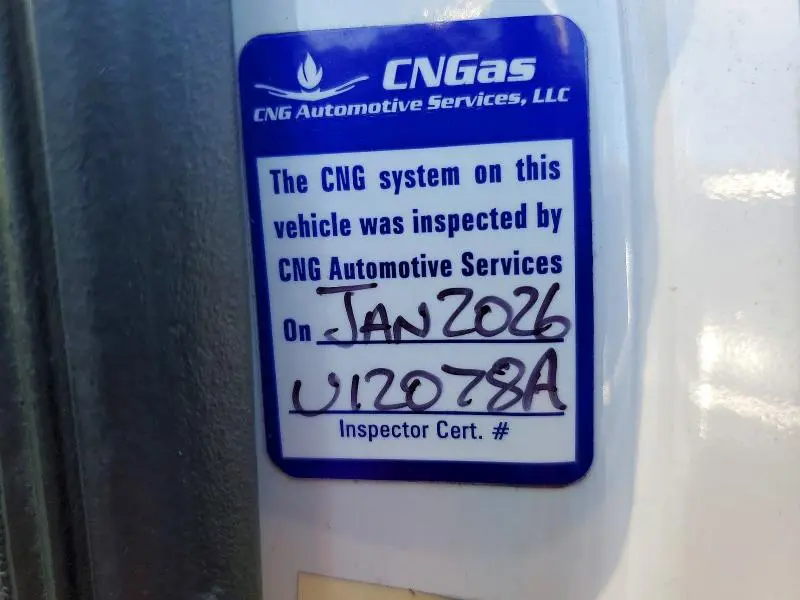 CNGas
CNG Automotive Services, LLC
The CNG system on this
vehicle was inspected by
CNG Automotive Services
On JAN 2026
U12078A
Inspector Cert. #